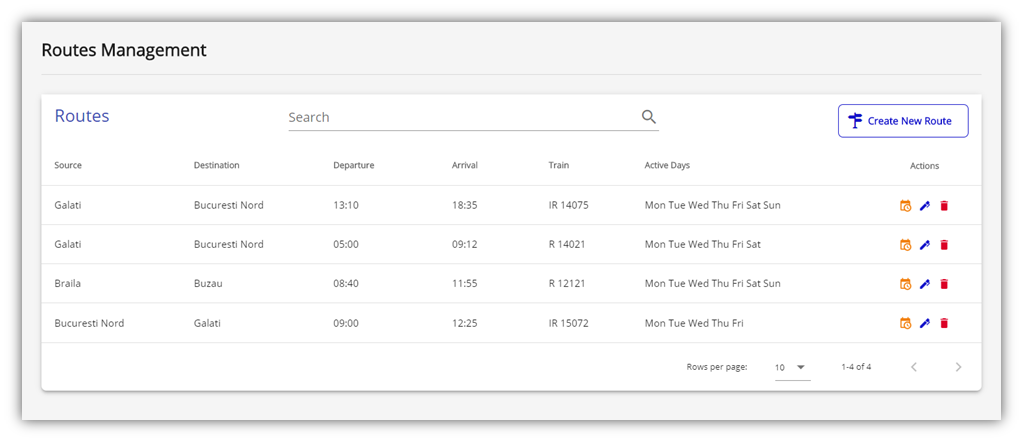 Routes Management
Routes
Search
Create New Route
Source Destination Departure Arrival Train Active Days Actions
Galati Bucuresti Nord 13:10 18:35 IR 14075 Mon Tue Wed Thu Fri Sat Sun
Galati Bucuresti Nord 05:00 09:12 R 14021 Mon Tue Wed Thu Fri Sat
Braila Buzau 08:40 11:55 R 12121 Mon Tue Wed Thu Fri Sat Sun
Bucuresti Nord Galati 09:00 12:25 IR 15072 Mon Tue Wed Thu Fri
Rows per page: 10 1-4 of 4